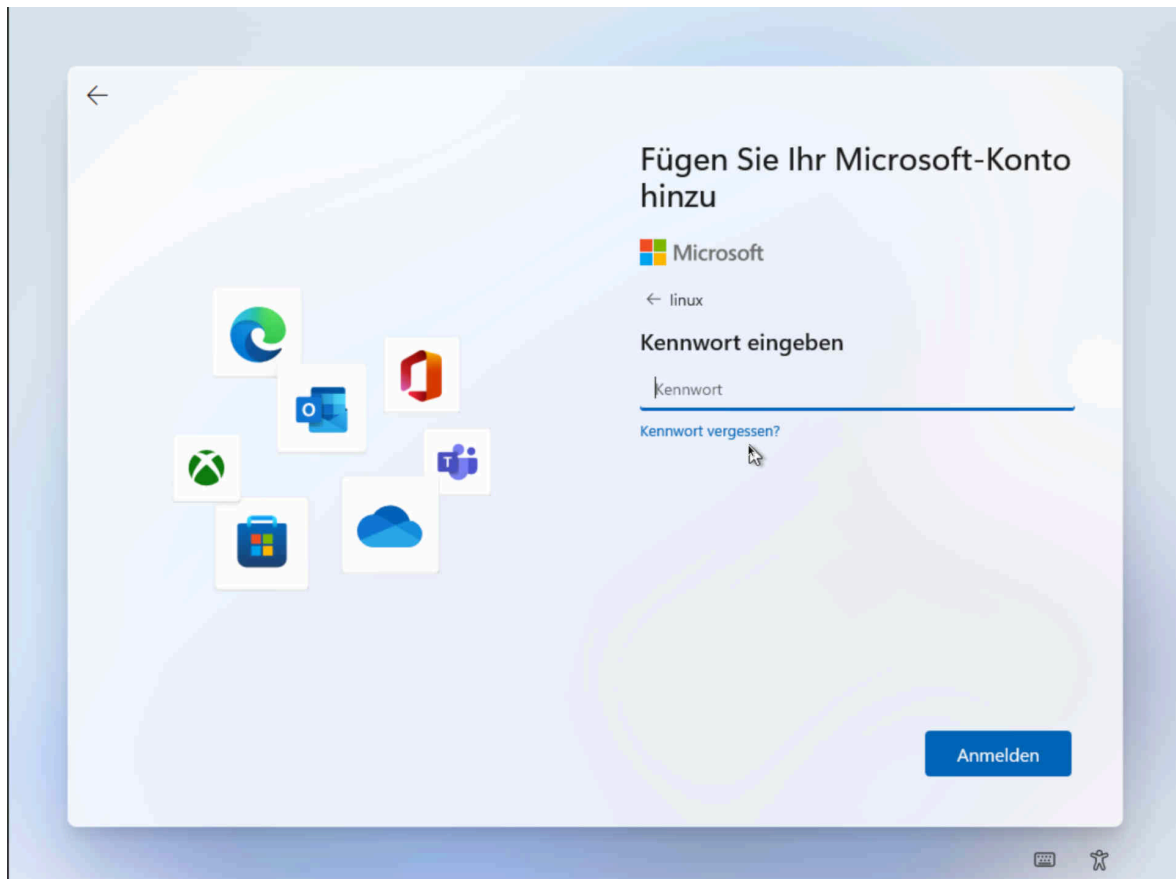 Fügen Sie Ihr Microsoft-Konto
hinzu
Microsoft
← linux
Kennwort eingeben
Kennwort
Kennwort vergessen?
Anmelden